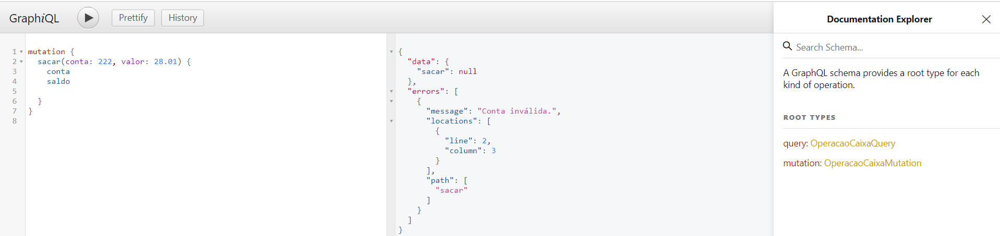 GraphiQL
Prettify
History
1 mutation {
2 sacar(conta: 222, valor: 28.01) {
3 conta
4 saldo
5
6 }
7 }
8
{
"data": {
"sacar": null
},
"errors": [
{
"message": "Conta inválida.",
"locations": [
{
"line": 2,
"column": 3
}
],
"path": [
"sacar"
]
}
]
}
Documentation Explorer
Search Schema...
A GraphQL schema provides a root type for each
kind of operation.
ROOT TYPES
query: OperacaoCaixaQuery
mutation: OperacaoCaixaMutation